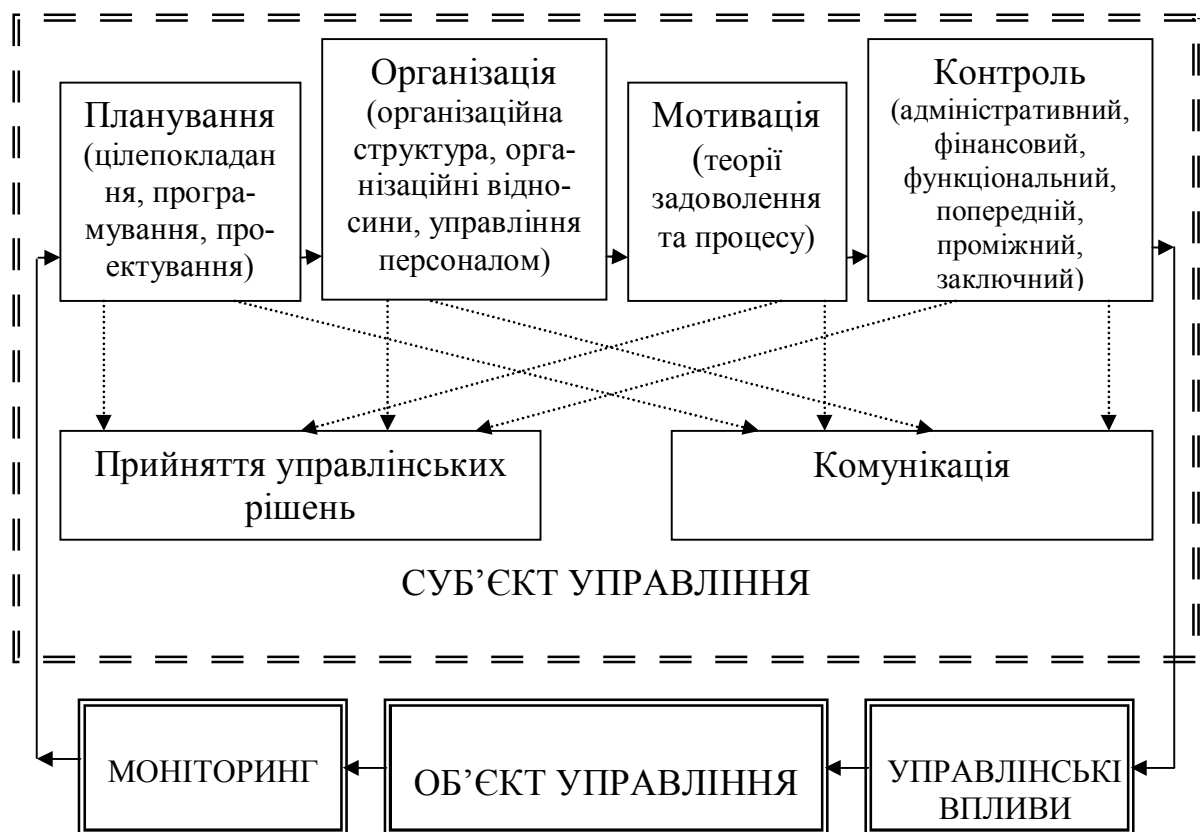 Планування
(цілепокладан
ня, програ-
мування, про-
ектування)
Організація
(організаційна
структура, орга-
нізаційні відно-
сини, управління
персоналом)
Мотивація
(теорії
задоволення
та процесу)
Контроль
(адміністративний,
фінансовий,
функціональний,
попередній,
проміжний,
заключний)
Прийняття управлінських
рішень
Комунікація
СУБ’ЄКТ УПРАВЛІННЯ
МОНІТОРИНГ
ОБ’ЄКТ УПРАВЛІННЯ
УПРАВЛІНСЬКІ
ВПЛИВИ